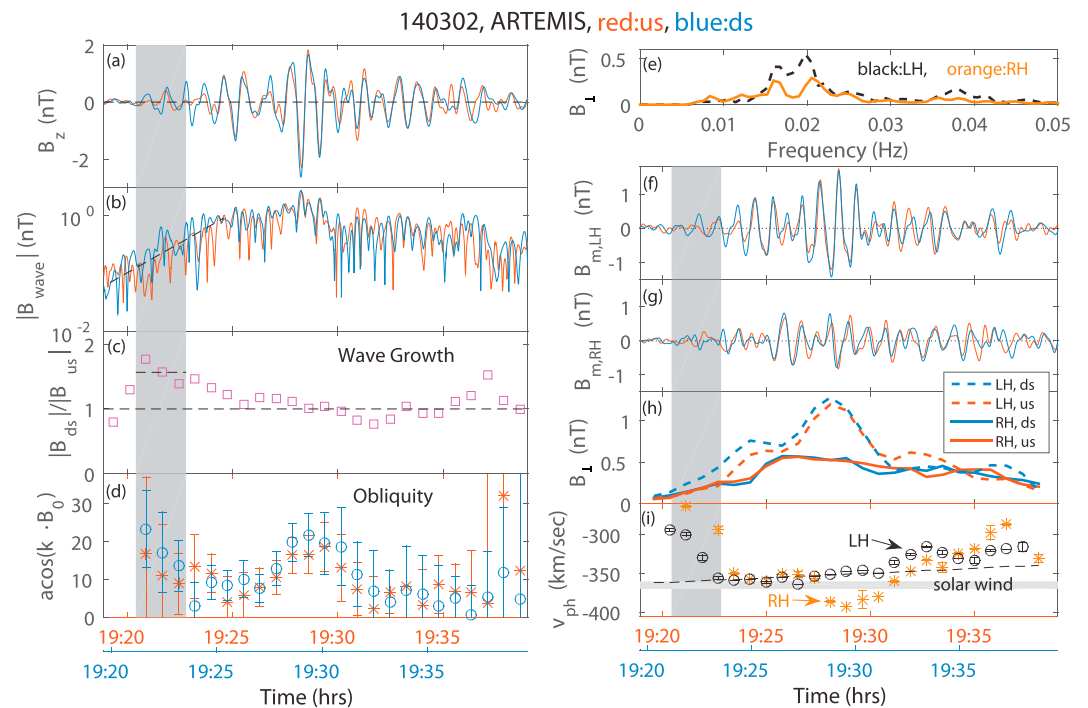 140302, ARTEMIS, red:us, blue:ds
(a)
2
0
-2
B_z (nT)
(b)
10^0
10^-2
|B_wave| (nT)
(c)
Wave Growth
2
1
0
|B_ds|/|B_us|
(d)
Obliquity
30
20
10
0
acos(k · B_0)
19:20 19:25 19:30 19:35
19:20 19:25 19:30 19:35
Time (hrs)
(e)
black:LH, orange:RH
0.5
0
B_⊥ (nT)
0 0.01 0.02 0.03 0.04 0.05
Frequency (Hz)
(f)
1
0
-1
B_m,LH (nT)
(g)
1
0
-1
B_m,RH (nT)
(h)
LH, ds
LH, us
RH, ds
RH, us
1
0.5
0
B_⊥ (nT)
(i)
LH
RH
solar wind
-300
-350
-400
v_ph (km/sec)
19:20 19:25 19:30 19:35
19:20 19:25 19:30 19:35
Time (hrs)